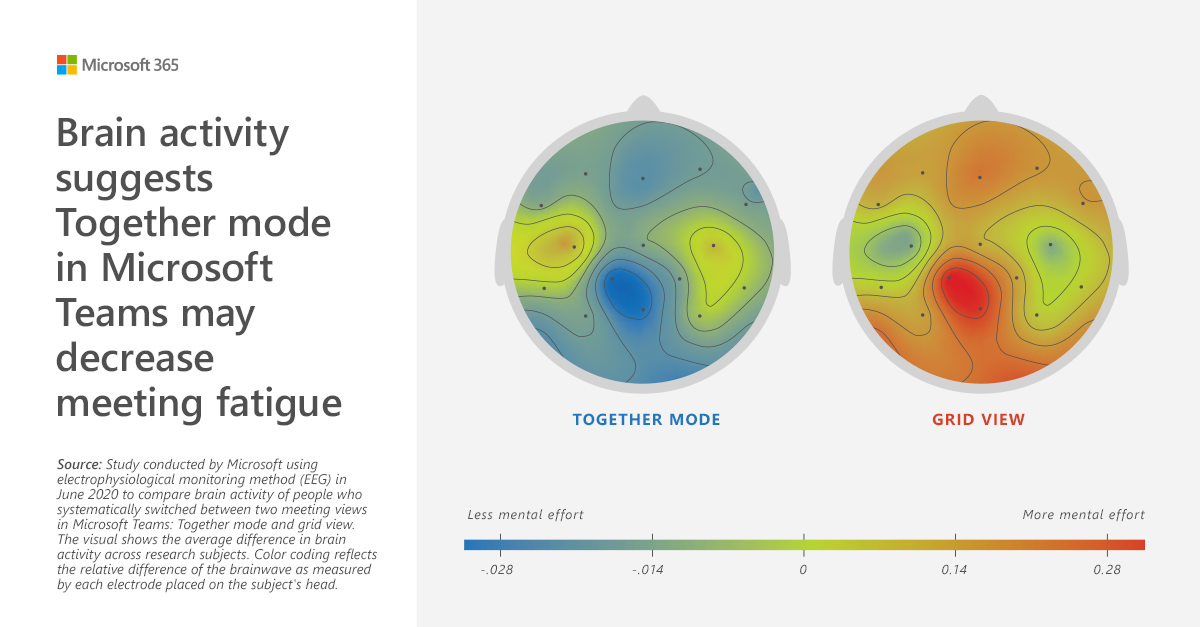 Microsoft 365
Brain activity
suggests
Together mode
in Microsoft
Teams may
decrease
meeting fatigue
Source: Study conducted by Microsoft using
electrophysiological monitoring method (EEG) in
June 2020 to compare brain activity of people who
systematically switched between two meeting views
in Microsoft Teams: Together mode and grid view.
The visual shows the average difference in brain
activity across research subjects. Color coding reflects
the relative difference of the brainwave as measured
by each electrode placed on the subject's head.
TOGETHER MODE
GRID VIEW
Less mental effort
More mental effort
-.028
-.014
0
0.14
0.28